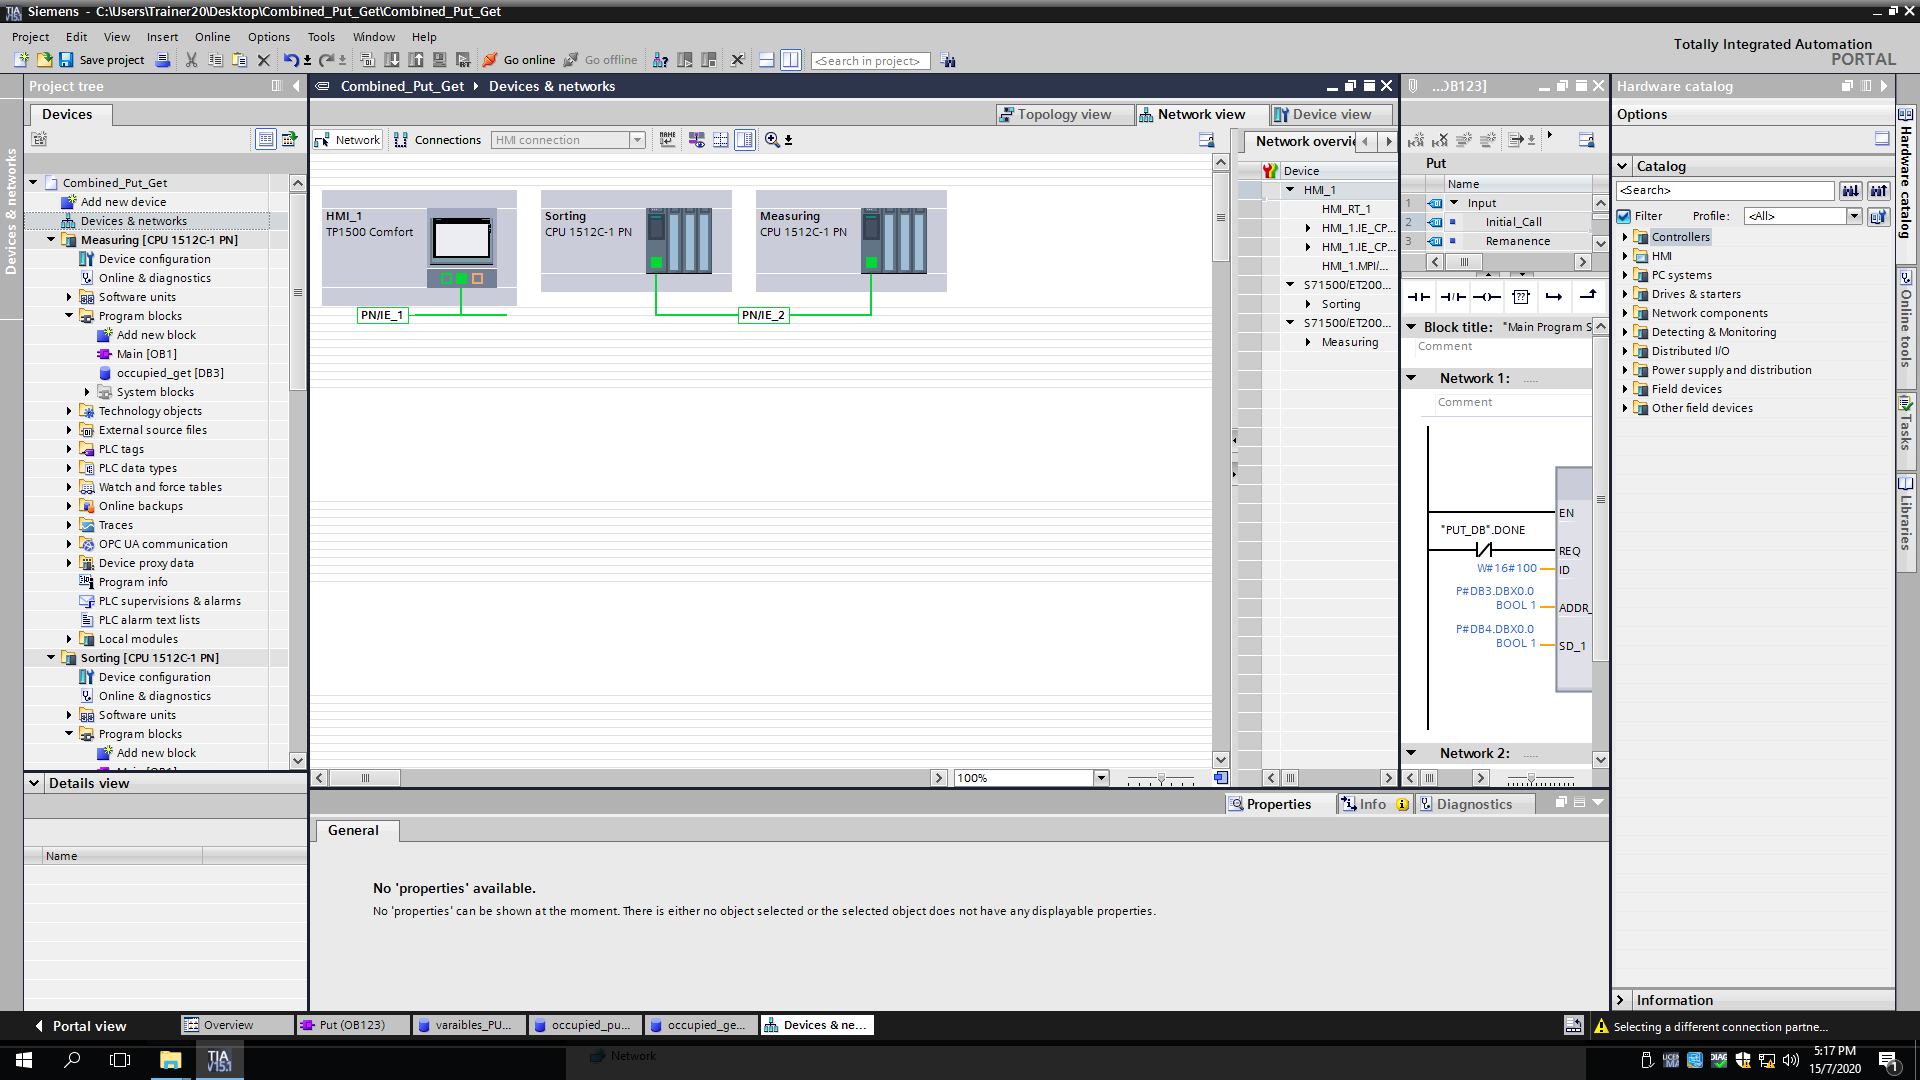 Siemens - C:\Users\Trainer20\Desktop\Combined_Put_Get\Combined_Put_Get
Project Edit View Insert Online Options Tools Window Help
Totally Integrated Automation
PORTAL
Save project
Go online
Go offline
<Search in project>
Project tree
Devices
Devices & networks
Combined_Put_Get
Add new device
Devices & networks
Measuring [CPU 1512C-1 PN]
Device configuration
Online & diagnostics
Software units
Program blocks
Add new block
Main [OB1]
occupied_get [DB3]
System blocks
Technology objects
External source files
PLC tags
PLC data types
Watch and force tables
Online backups
Traces
OPC UA communication
Device proxy data
Program info
PLC supervisions & alarms
PLC alarm text lists
Local modules
Sorting [CPU 1512C-1 PN]
Device configuration
Online & diagnostics
Software units
Program blocks
Add new block
Details view
Name
Combined_Put_Get Devices & networks
Topology view
Network view
Device view
Network
Connections
HMI connection
HMI_1
TP1500 Comfort
Sorting
CPU 1512C-1 PN
Measuring
CPU 1512C-1 PN
PN/IE_1
PN/IE_2
100%
Network overvie
Device
HMI_1
HMI_RT_1
HMI_1.IE_CP...
HMI_1.IE_CP...
HMI_1.MPI/...
S71500/ET200...
Sorting
S71500/ET200...
Measuring
...OB123]
Put
Name
1 Input
2 Initial_Call
3 Remanence
Block title: "Main Program S
Comment
Network 1: .....
Comment
EN
"PUT_DB".DONE
REQ
W#16#100
ID
P#DB3.DBX0.0
BOOL 1
ADDR_
P#DB4.DBX0.0
BOOL 1
SD_1
Network 2: .....
Properties
Info
Diagnostics
General
No 'properties' available.
No 'properties' can be shown at the moment. There is either no object selected or the selected object does not have any displayable properties.
Hardware catalog
Options
Catalog
<Search>
Filter
Profile:
<All>
Controllers
HMI
PC systems
Drives & starters
Network components
Detecting & Monitoring
Distributed I/O
Power supply and distribution
Field devices
Other field devices
Information
Hardware catalog
Online tools
Tasks
Libraries
Portal view
Overview
Put (OB123)
varaibles_PU...
occupied_pu...
occupied_ge...
Devices & ne...
Selecting a different connection partne...
Network
TIA
V15.1
5:17 PM
15/7/2020
1